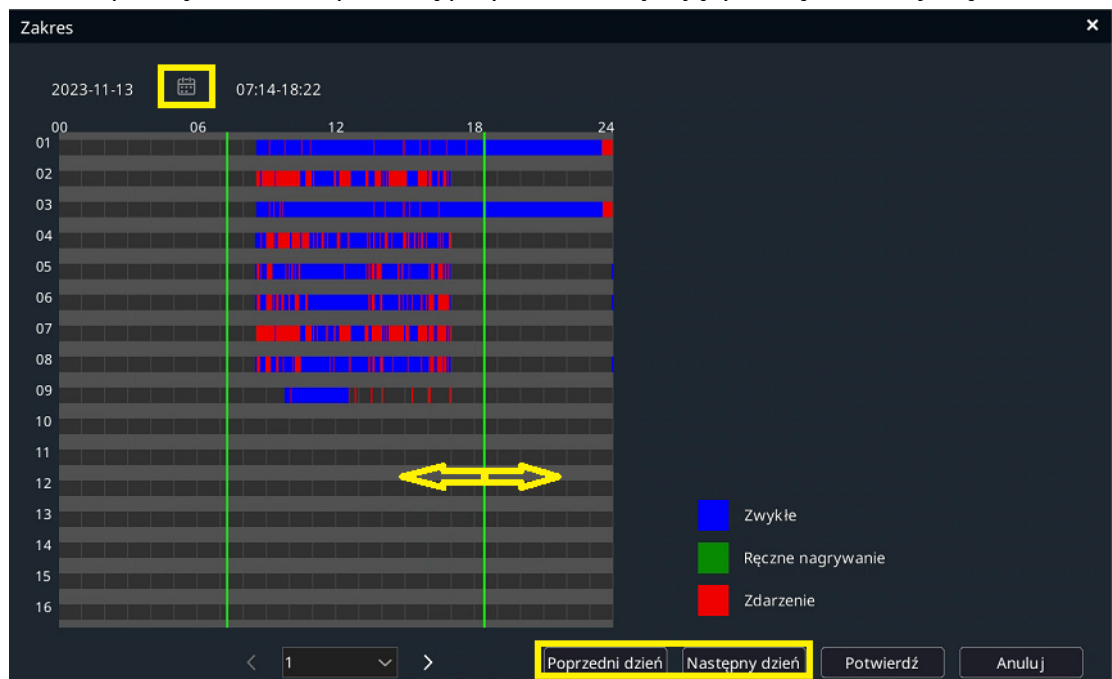 Zakres
2023-11-13 07:14-18:22
00 06 12 18 24
01
02
03
04
05
06
07
08
09
10
11
12
13
14
15
16
Zwykłe
Ręczne nagrywanie
Zdarzenie
1 Poprzedni dzień Następny dzień Potwierdź Anuluj